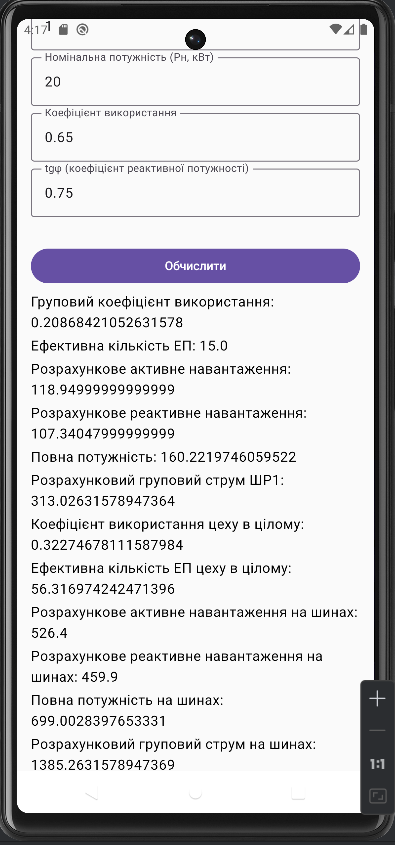 4:17
1
Номінальна потужність (Рн, кВт)
20
Коефіцієнт використання
0.65
tgφ (коефіцієнт реактивної потужності)
0.75
Обчислити
Груповий коефіцієнт використання:
0.20868421052631578
Ефективна кількість ЕП: 15.0
Розрахункове активне навантаження:
118.94999999999999
Розрахункове реактивне навантаження:
107.34047999999999
Повна потужність: 160.2219746059522
Розрахунковий груповий струм ШР1:
313.02631578947364
Коефіцієнт використання цеху в цілому:
0.32274678111587984
Ефективна кількість ЕП цеху в цілому:
56.316974242471396
Розрахункове активне навантаження на шинах:
526.4
Розрахункове реактивне навантаження на
шинах: 459.9
Повна потужність на шинах:
699.0028397653331
Розрахунковий груповий струм на шинах:
1385.2631578947369
1:1